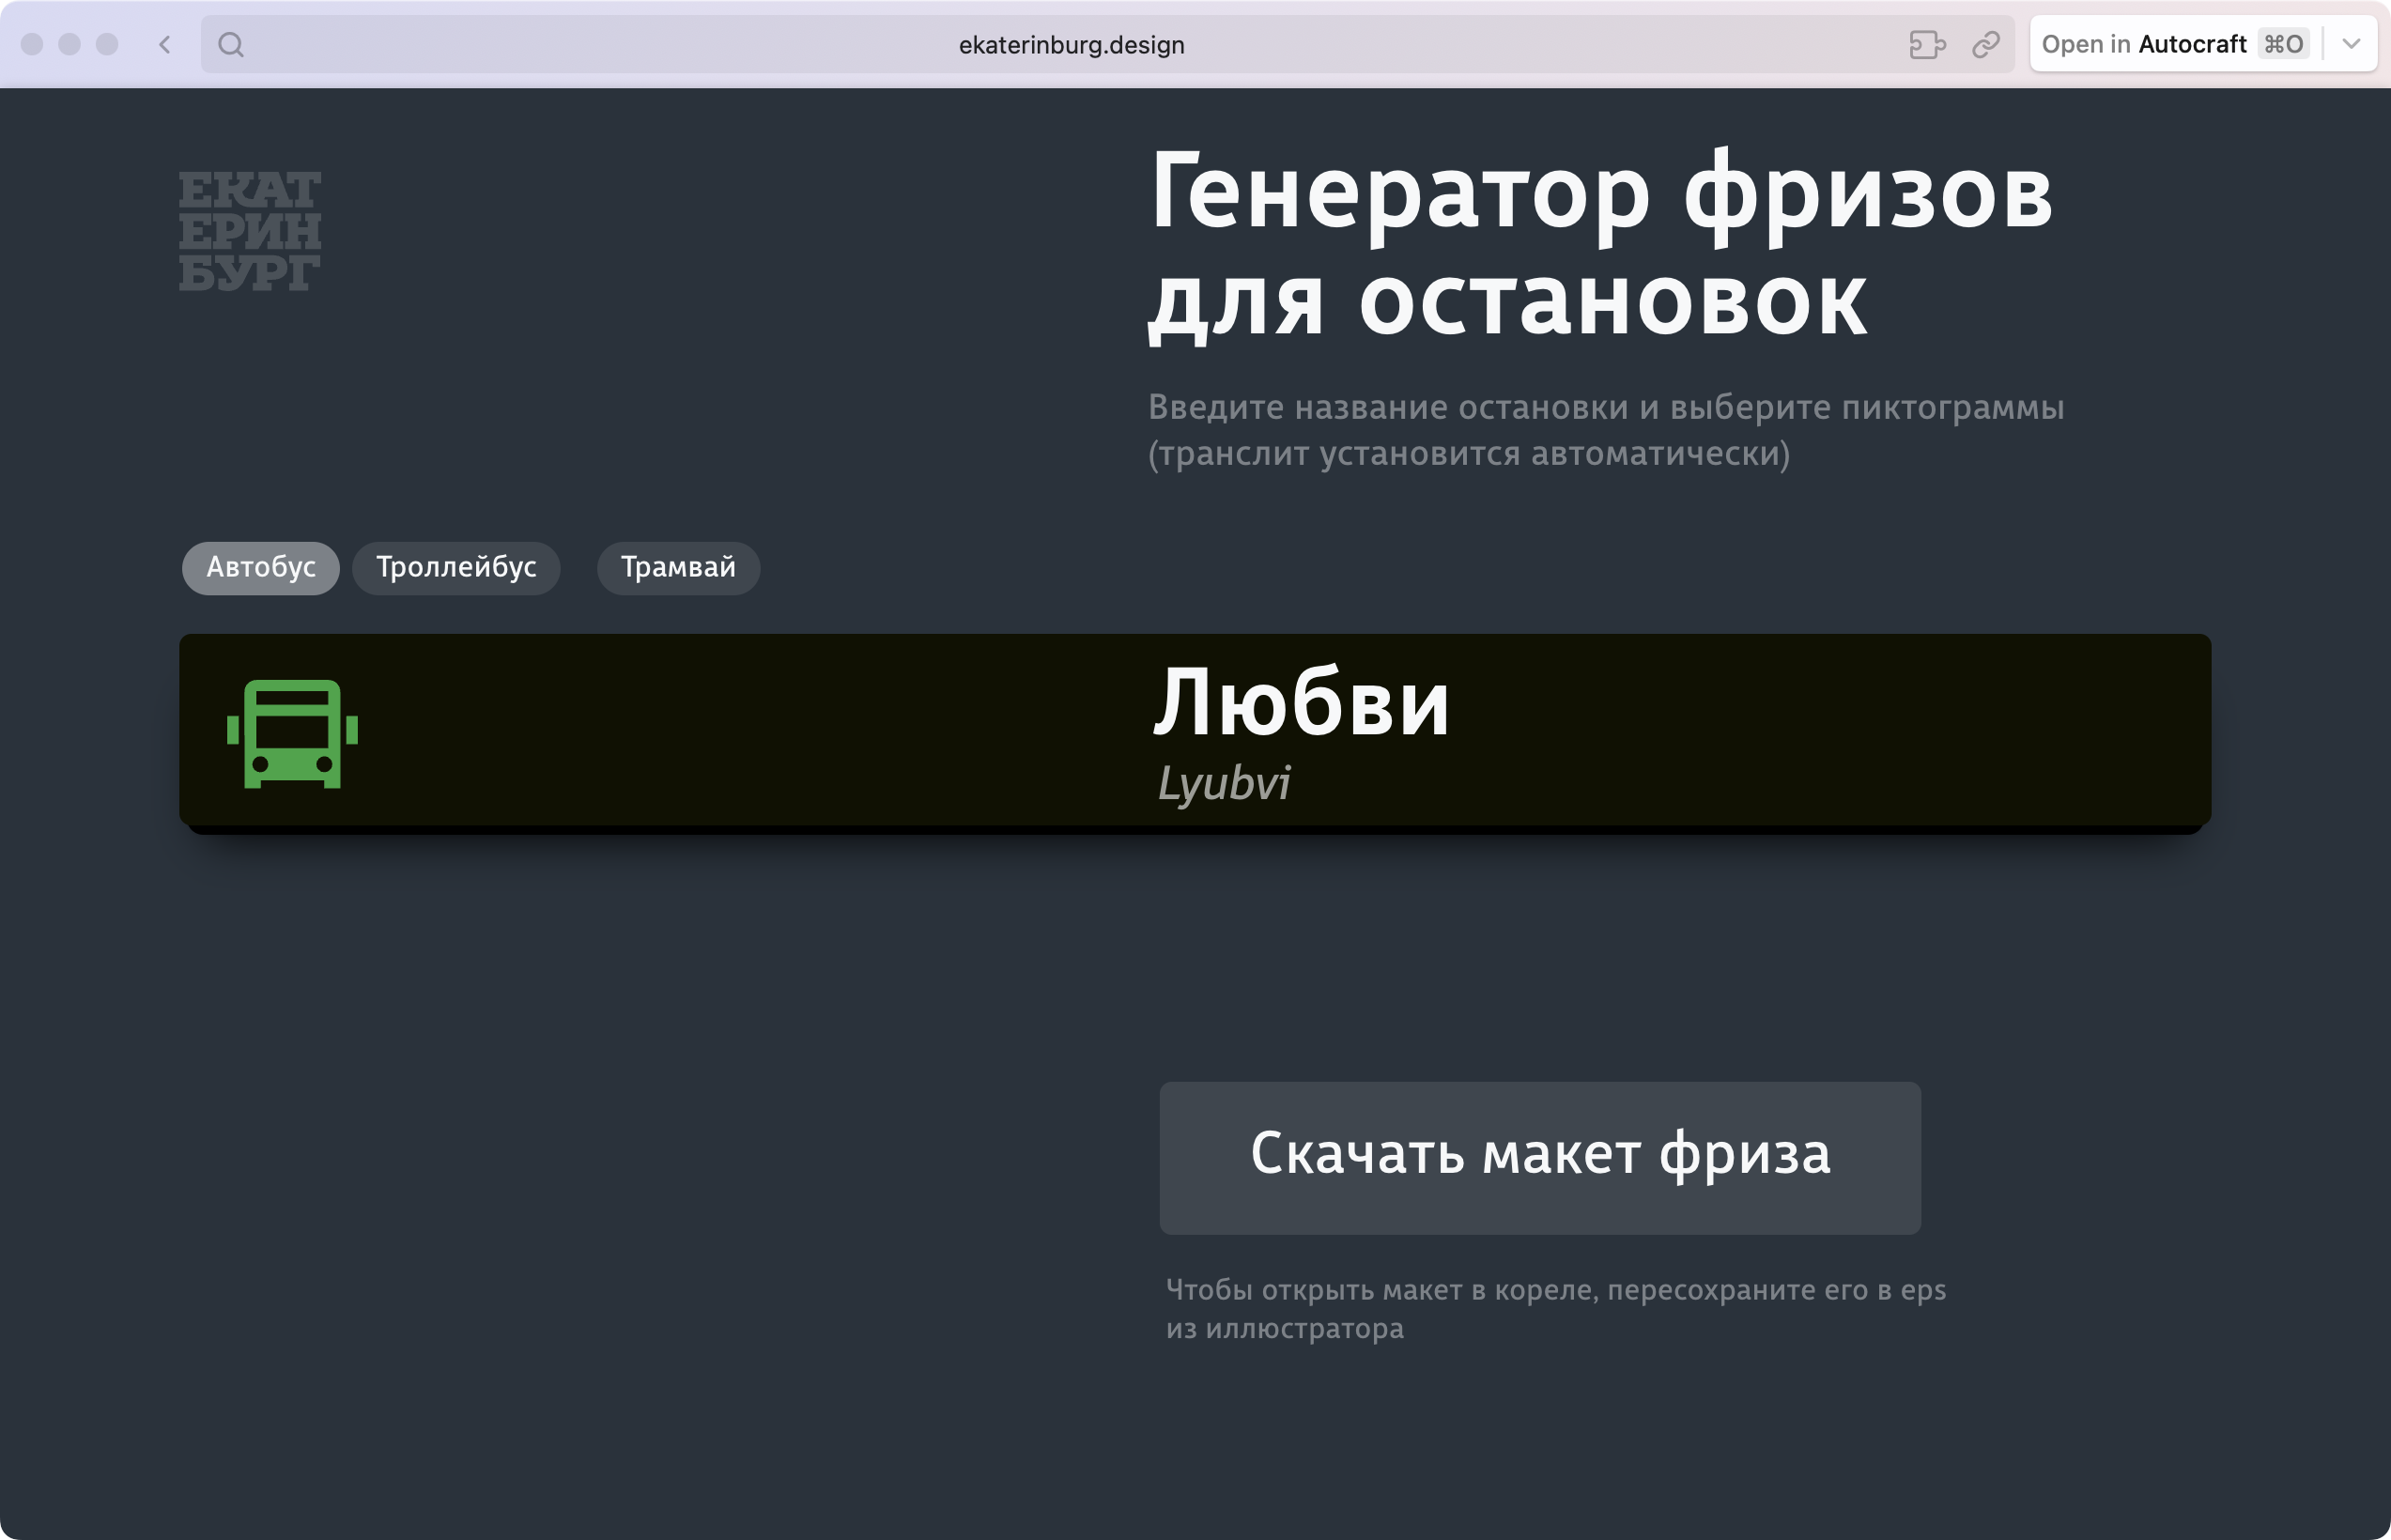 ekaterinburg.design
Open in Autocraft ⌘O
ЕКАТ
ЕРИН
БУРГ
Генератор фризов
для остановок
Введите название остановки и выберите пиктограммы
(транслит установится автоматически)
Автобус Троллейбус Трамвай
Любви
Lyubvi
Скачать макет фриза
Чтобы открыть макет в кореле, пересохраните его в eps
из иллюстратора